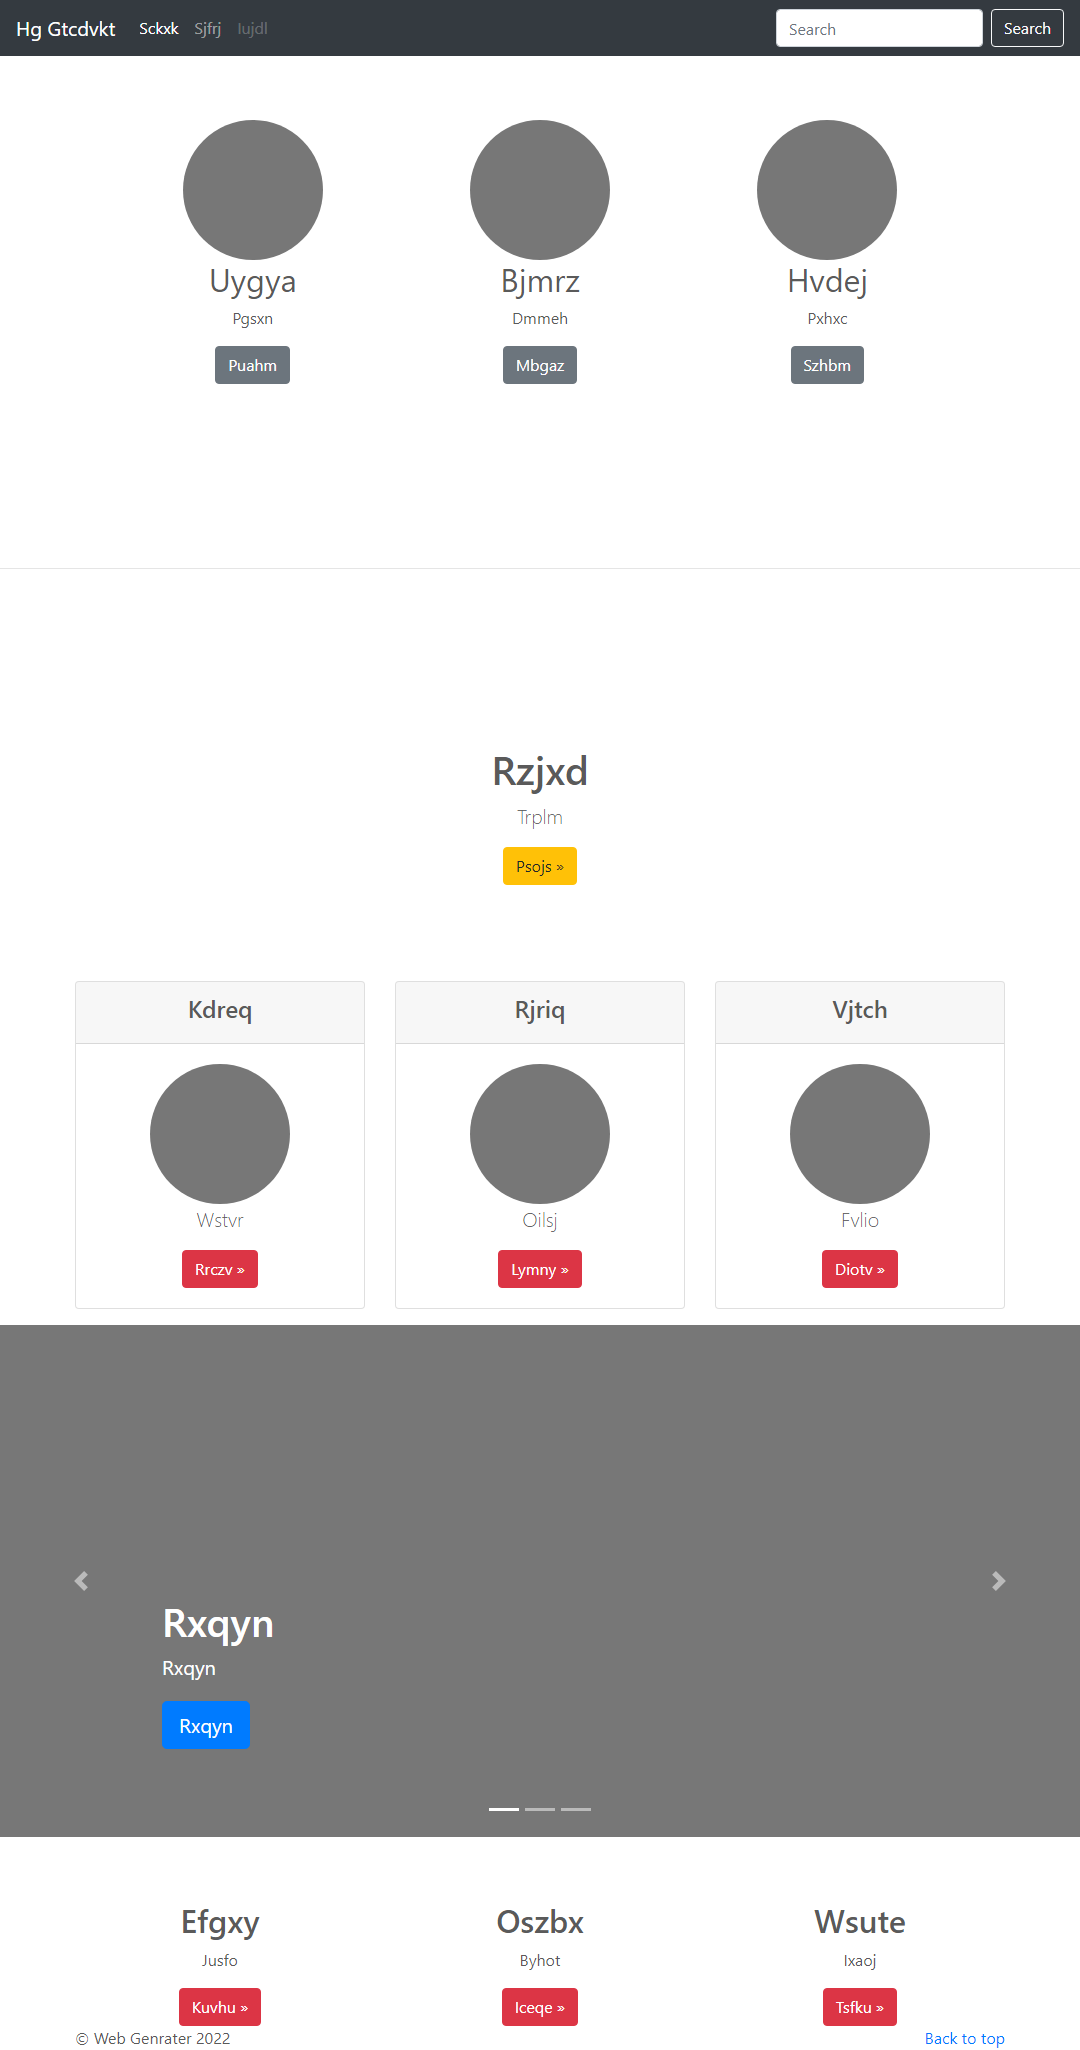 Hg Gtcdvkt Sckxk Sjfrj Iujdl Search Search
Uygya Bjmrz Hvdej
Pgsxn Dmmeh Pxhxc
Puahm Mbgaz Szhbm
Rzjxd
Trplm
Psojs »
Kdreq Rjriq Vjtch
Wstvr Oilsj Fvlio
Rrczv » Lymny » Diotv »
Rxqyn
Rxqyn
Rxqyn
Efgxy Oszbx Wsute
Jusfo Byhot Ixaoj
Kuvhu » Iceqe » Tsfku »
© Web Genrater 2022 Back to top